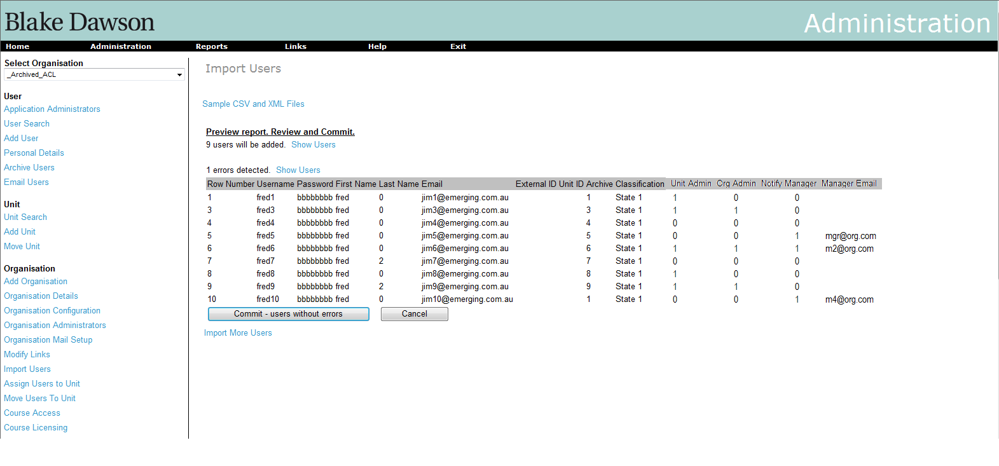 Blake Dawson
Administration
Home Administration Reports Links Help Exit
Select Organisation
_Archived_ACL
User
Application Administrators
User Search
Add User
Personal Details
Archive Users
Email Users
Unit
Unit Search
Add Unit
Move Unit
Organisation
Add Organisation
Organisation Details
Organisation Configuration
Organisation Administrators
Organisation Mail Setup
Modify Links
Import Users
Assign Users to Unit
Move Users To Unit
Course Access
Course Licensing
Import Users
Sample CSV and XML Files
Preview report. Review and Commit.
9 users will be added. Show Users
1 errors detected. Show Users
Row Number Username Password First Name Last Name Email External ID Unit ID Archive Classification Unit Admin Org Admin Notify Manager Manager Email
1 fred1 bbbbbbbb fred 0 jim1@emerging.com.au 1 State 1 1 0 0
3 fred3 bbbbbbbb fred 0 jim3@emerging.com.au 3 State 1 1 1 0
4 fred4 bbbbbbbb fred 0 jim4@emerging.com.au 4 State 1 0 0 0
5 fred5 bbbbbbbb fred 0 jim5@emerging.com.au 5 State 1 0 0 1 mgr@org.com
6 fred6 bbbbbbbb fred 0 jim6@emerging.com.au 6 State 1 1 1 1 m2@org.com
7 fred7 bbbbbbbb fred 2 jim7@emerging.com.au 7 State 1 0 0 0
8 fred8 bbbbbbbb fred 0 jim8@emerging.com.au 8 State 1 1 0 0
9 fred9 bbbbbbbb fred 2 jim9@emerging.com.au 9 State 1 1 1 0
10 fred10 bbbbbbbb fred 0 jim10@emerging.com.au 1 State 1 0 0 1 m4@org.com
Commit - users without errors Cancel
Import More Users